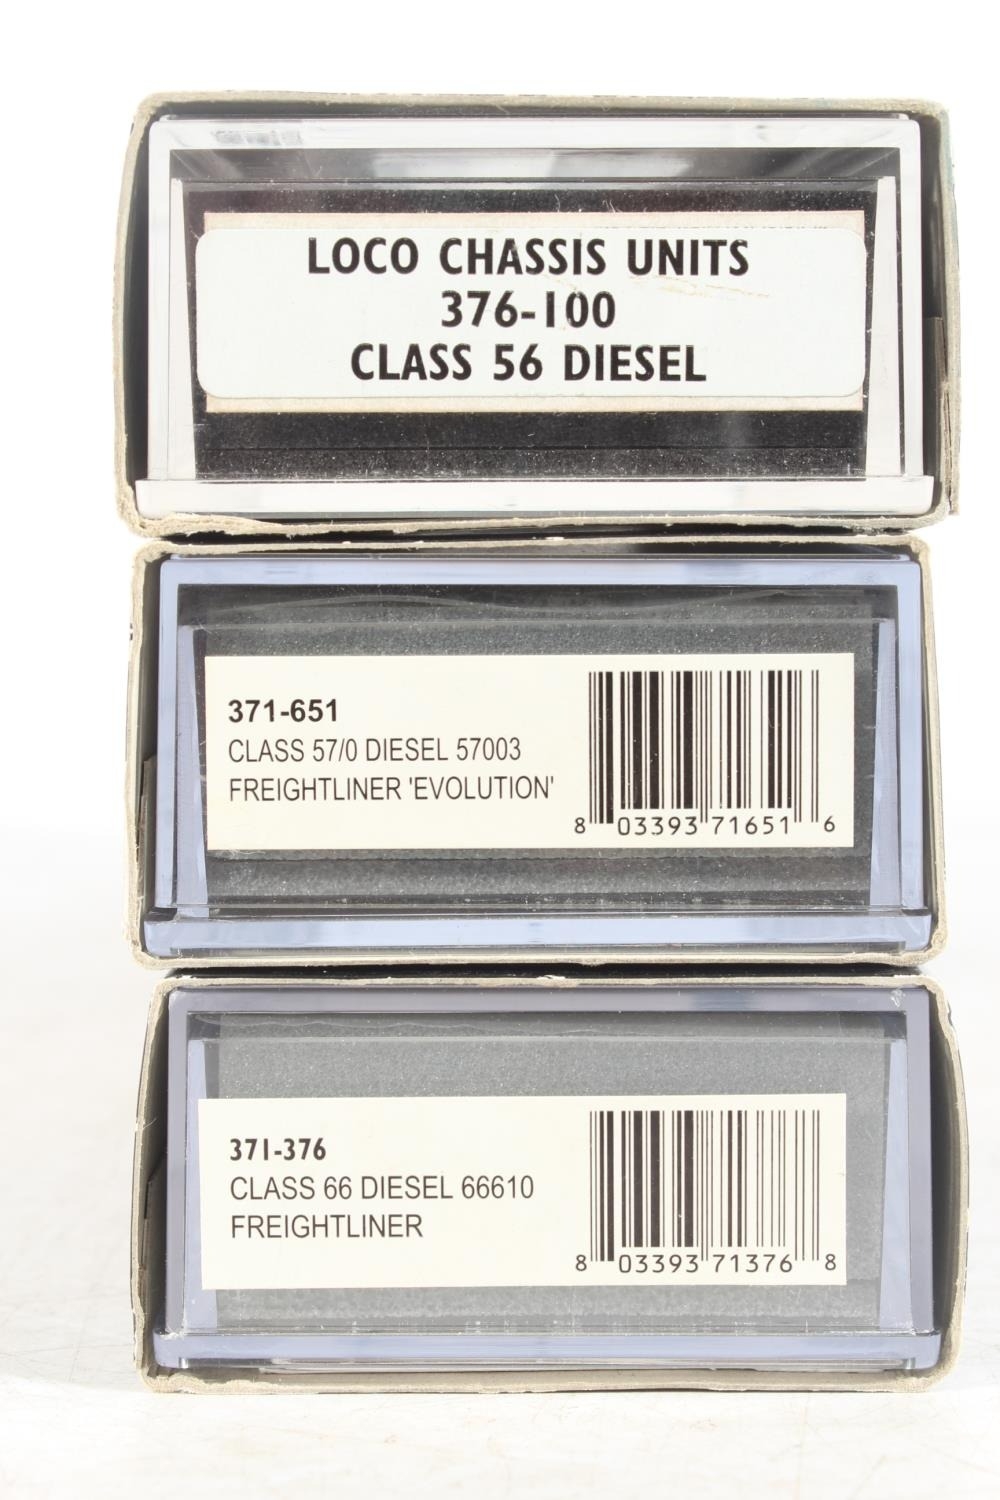 LOCO CHASSIS UNITS
376-100
CLASS 56 DIESEL
371-651
CLASS 57/0 DIESEL 57003
FREIGHTLINER 'EVOLUTION'
8 03393 71651 6
371-376
CLASS 66 DIESEL 66610
FREIGHTLINER
8 03393 71376 8